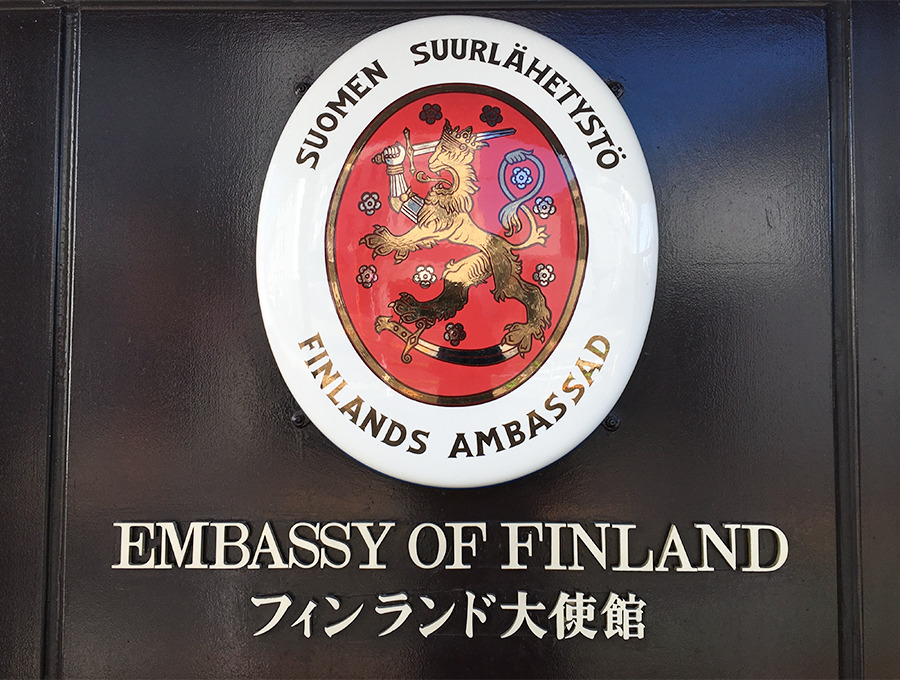 SUOMEN SUURLÄHETYSTÖ
FINLANDS AMBASSAD
EMBASSY OF FINLAND
フィンランド大使館